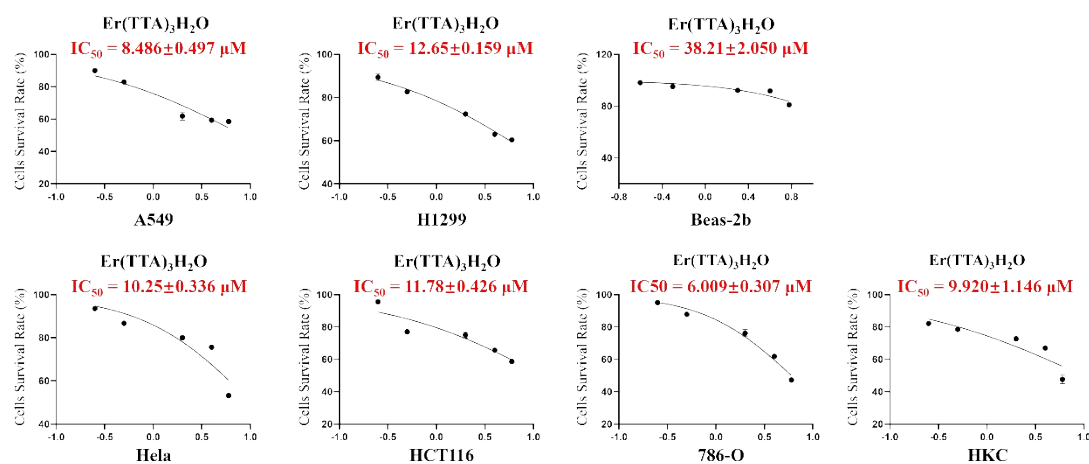 Er(TTA)3H2O
IC50 = 8.486±0.497 μM
Cells Survival Rate (%)
100
80
60
40
20
-1.0 -0.5 0.0 0.5 1.0
A549
Er(TTA)3H2O
IC50 = 12.65±0.159 μM
Cells Survival Rate (%)
100
80
60
40
-1.0 -0.5 0.0 0.5 1.0
H1299
Er(TTA)3H2O
IC50 = 38.21±2.050 μM
Cells Survival Rate (%)
120
80
40
-0.8 -0.4 0.0 0.4 0.8
Beas-2b
Er(TTA)3H2O
IC50 = 10.25±0.336 μM
Cells Survival Rate (%)
100
80
60
40
-1.0 -0.5 0.0 0.5 1.0
Hela
Er(TTA)3H2O
IC50 = 11.78±0.426 μM
Cells Survival Rate (%)
100
80
60
40
20
-1.0 -0.5 0.0 0.5 1.0
HCT116
Er(TTA)3H2O
IC50 = 6.009±0.307 μM
Cells Survival Rate (%)
100
80
60
40
20
-1.0 -0.5 0.0 0.5 1.0
786-O
Er(TTA)3H2O
IC50 = 9.920±1.146 μM
Cells Survival Rate (%)
100
80
60
40
20
-1.0 -0.5 0.0 0.5 1.0
HKC